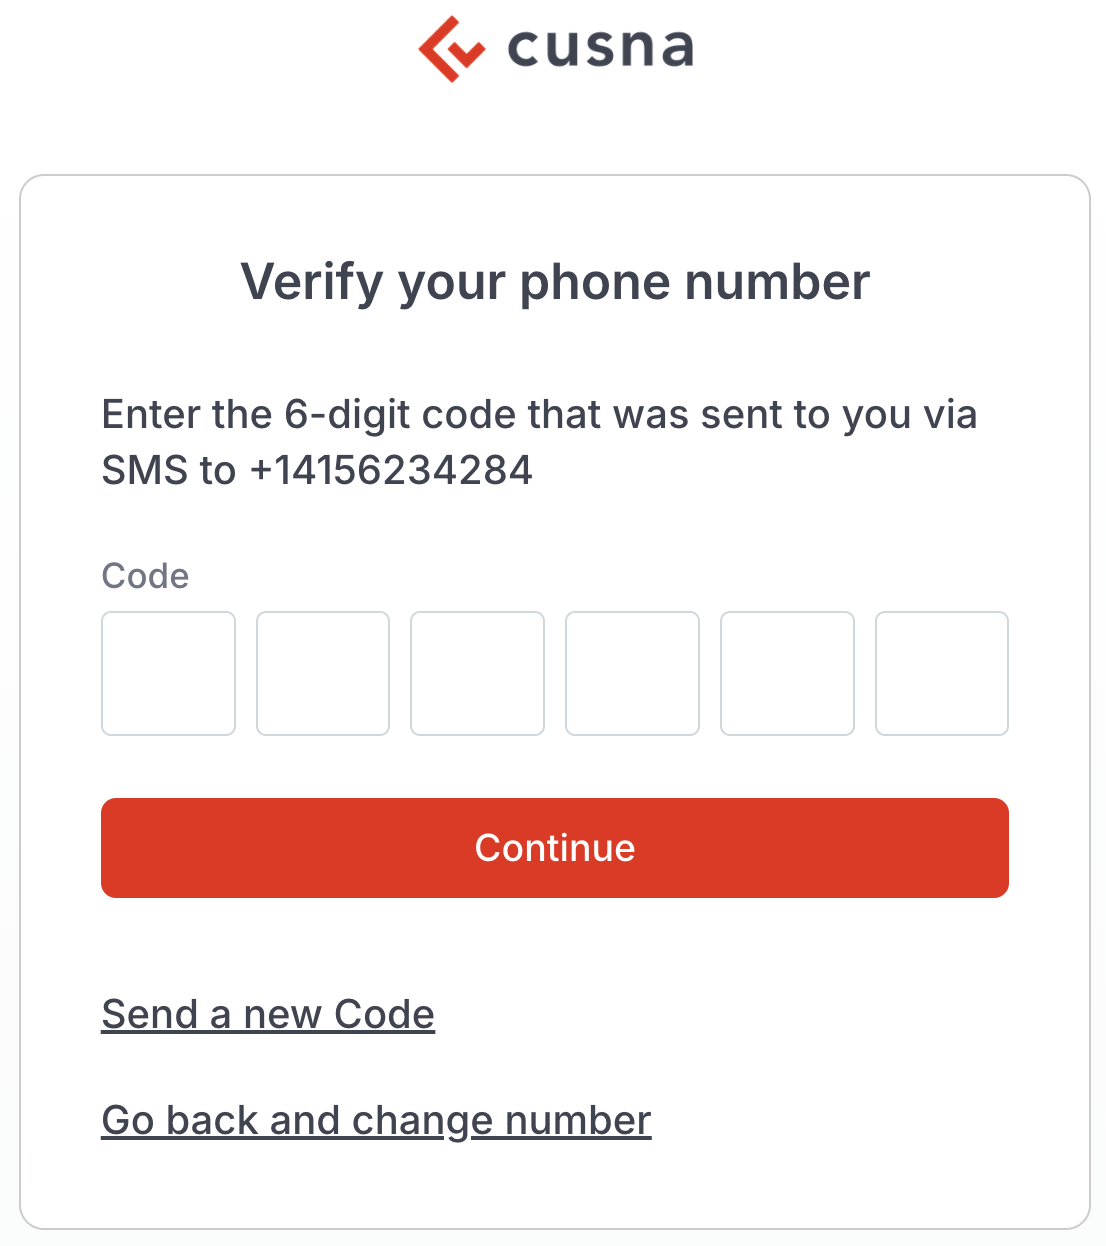 cusna
Verify your phone number
Enter the 6-digit code that was sent to you via
SMS to +14156234284
Code
Continue
Send a new Code
Go back and change number